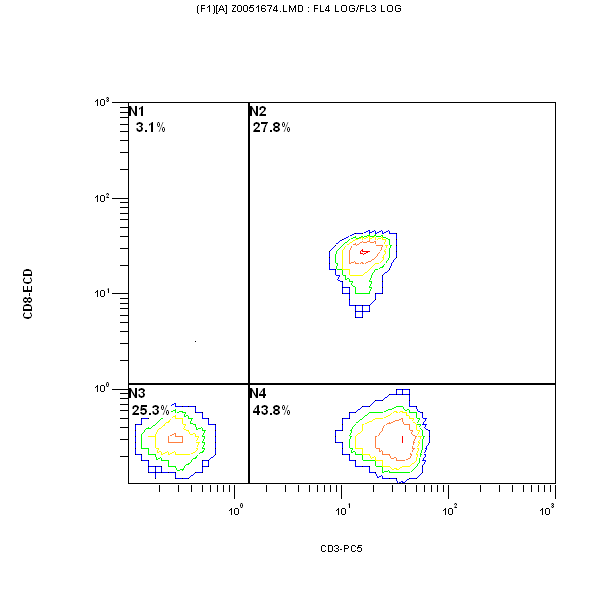 (F1)[A] Z0051674.LMD : FL4 LOG/FL3 LOG
10³
N1
N2
3.1%
27.8%
10²
CD8-ECD
10¹
10⁰
N3
N4
25.3%
43.8%
10⁰
10¹
10²
10³
CD3-PC5